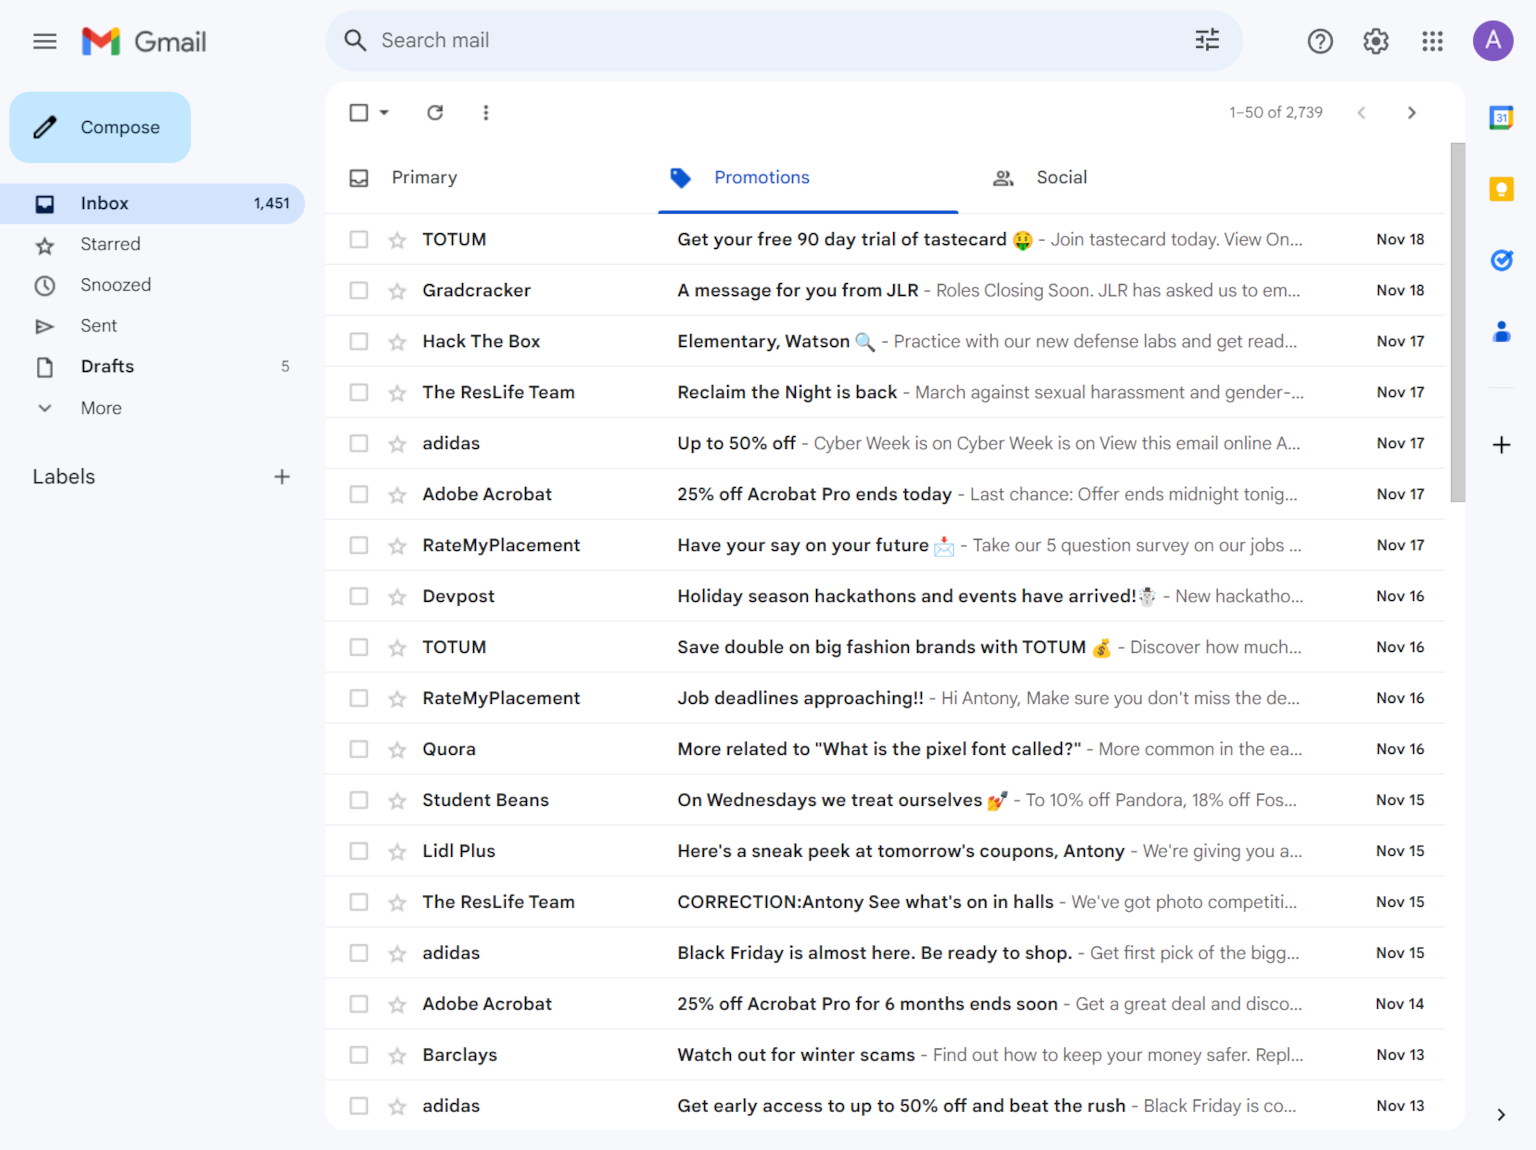 Gmail
Search mail
A
Compose
1–50 of 2,739
31
Primary
Promotions
Social
Inbox 1,451
Starred
Snoozed
Sent
Drafts 5
More
Labels
TOTUM Get your free 90 day trial of tastecard 🤑 - Join tastecard today. View On... Nov 18
Gradcracker A message for you from JLR - Roles Closing Soon. JLR has asked us to em... Nov 18
Hack The Box Elementary, Watson 🔍 - Practice with our new defense labs and get read... Nov 17
The ResLife Team Reclaim the Night is back - March against sexual harassment and gender-... Nov 17
adidas Up to 50% off - Cyber Week is on Cyber Week is on View this email online A... Nov 17
Adobe Acrobat 25% off Acrobat Pro ends today - Last chance: Offer ends midnight tonig... Nov 17
RateMyPlacement Have your say on your future 📩 - Take our 5 question survey on our jobs ... Nov 17
Devpost Holiday season hackathons and events have arrived!☃️ - New hackatho... Nov 16
TOTUM Save double on big fashion brands with TOTUM 💰 - Discover how much... Nov 16
RateMyPlacement Job deadlines approaching!! - Hi Antony, Make sure you don't miss the de... Nov 16
Quora More related to "What is the pixel font called?" - More common in the ea... Nov 16
Student Beans On Wednesdays we treat ourselves 💅 - To 10% off Pandora, 18% off Fos... Nov 15
Lidl Plus Here's a sneak peek at tomorrow's coupons, Antony - We're giving you a... Nov 15
The ResLife Team CORRECTION:Antony See what's on in halls - We've got photo competiti... Nov 15
adidas Black Friday is almost here. Be ready to shop. - Get first pick of the bigg... Nov 15
Adobe Acrobat 25% off Acrobat Pro for 6 months ends soon - Get a great deal and disco... Nov 14
Barclays Watch out for winter scams - Find out how to keep your money safer. Repl... Nov 13
adidas Get early access to up to 50% off and beat the rush - Black Friday is co... Nov 13